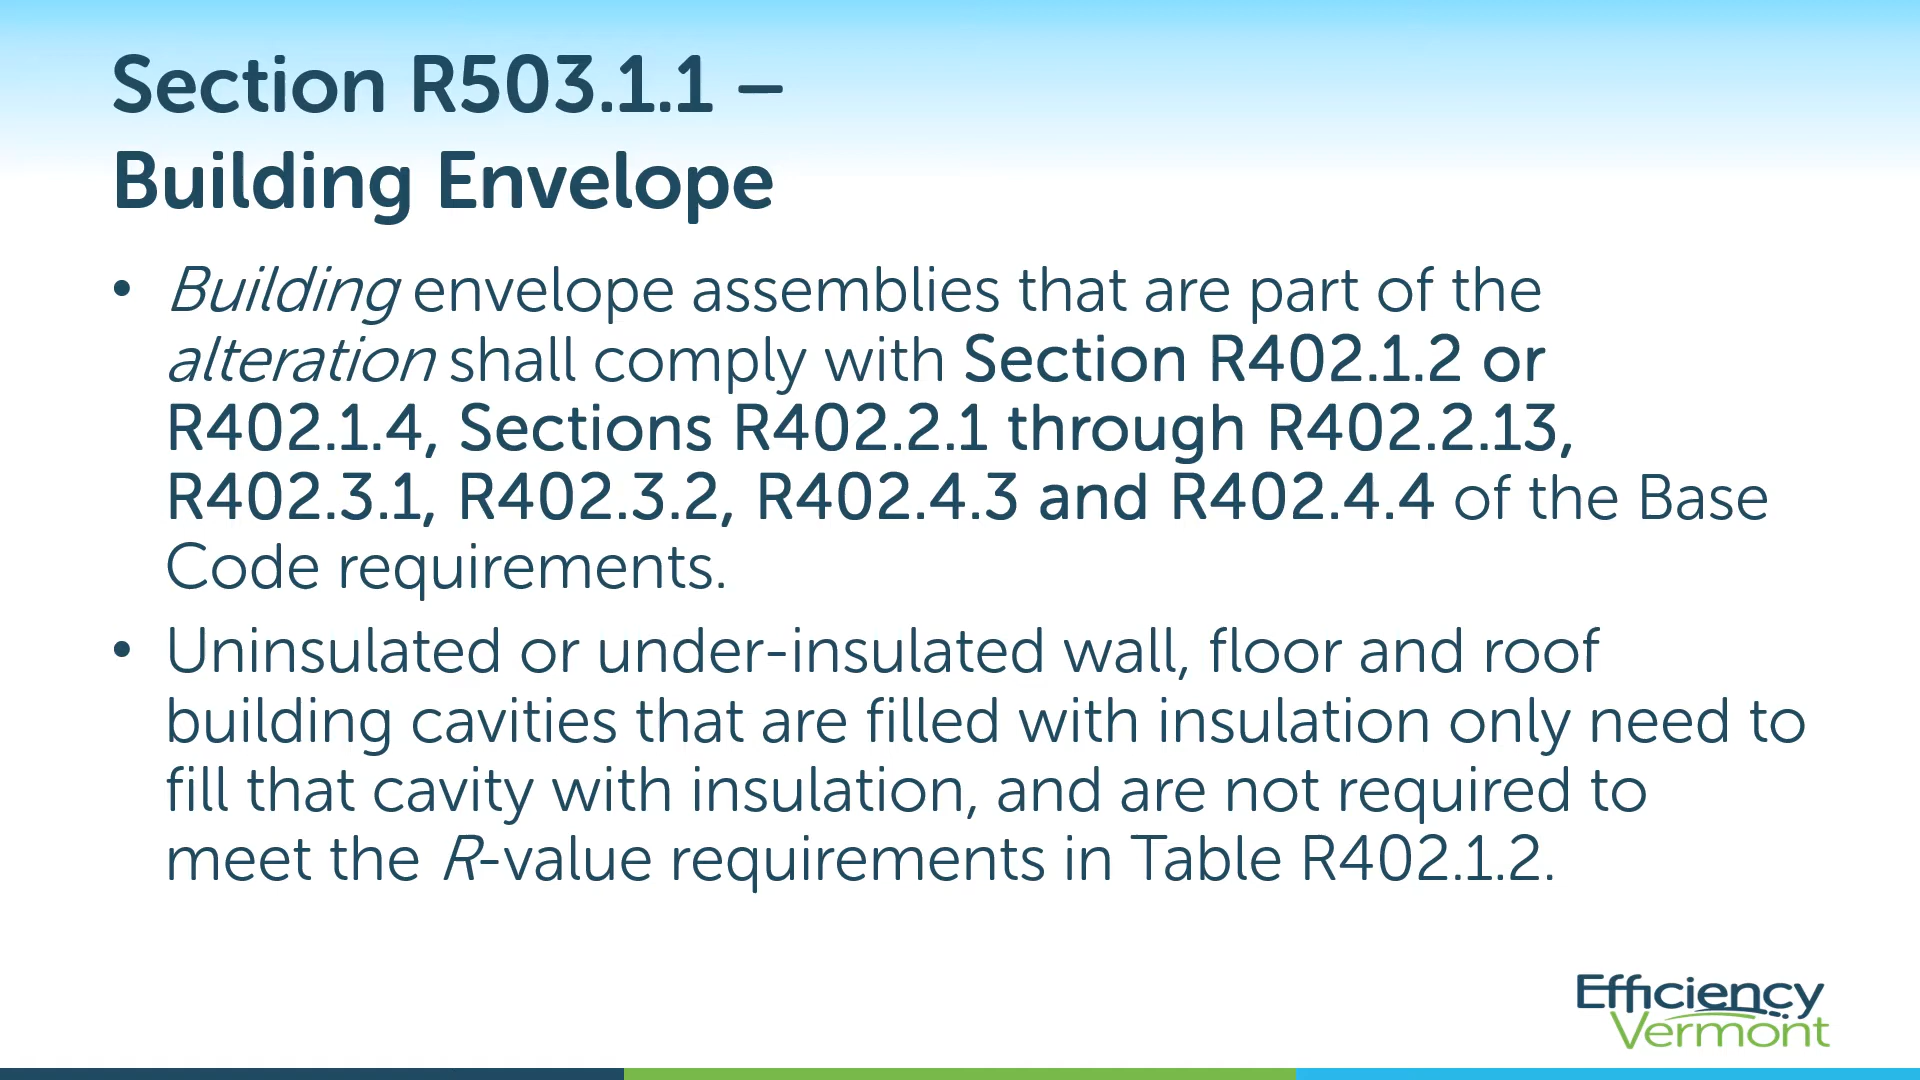 Section R503.1.1 –
Building Envelope
• Building envelope assemblies that are part of the
alteration shall comply with Section R402.1.2 or
R402.1.4, Sections R402.2.1 through R402.2.13,
R402.3.1, R402.3.2, R402.4.3 and R402.4.4 of the Base
Code requirements.
• Uninsulated or under-insulated wall, floor and roof
building cavities that are filled with insulation only need to
fill that cavity with insulation, and are not required to
meet the R-value requirements in Table R402.1.2.
Efficiency
Vermont